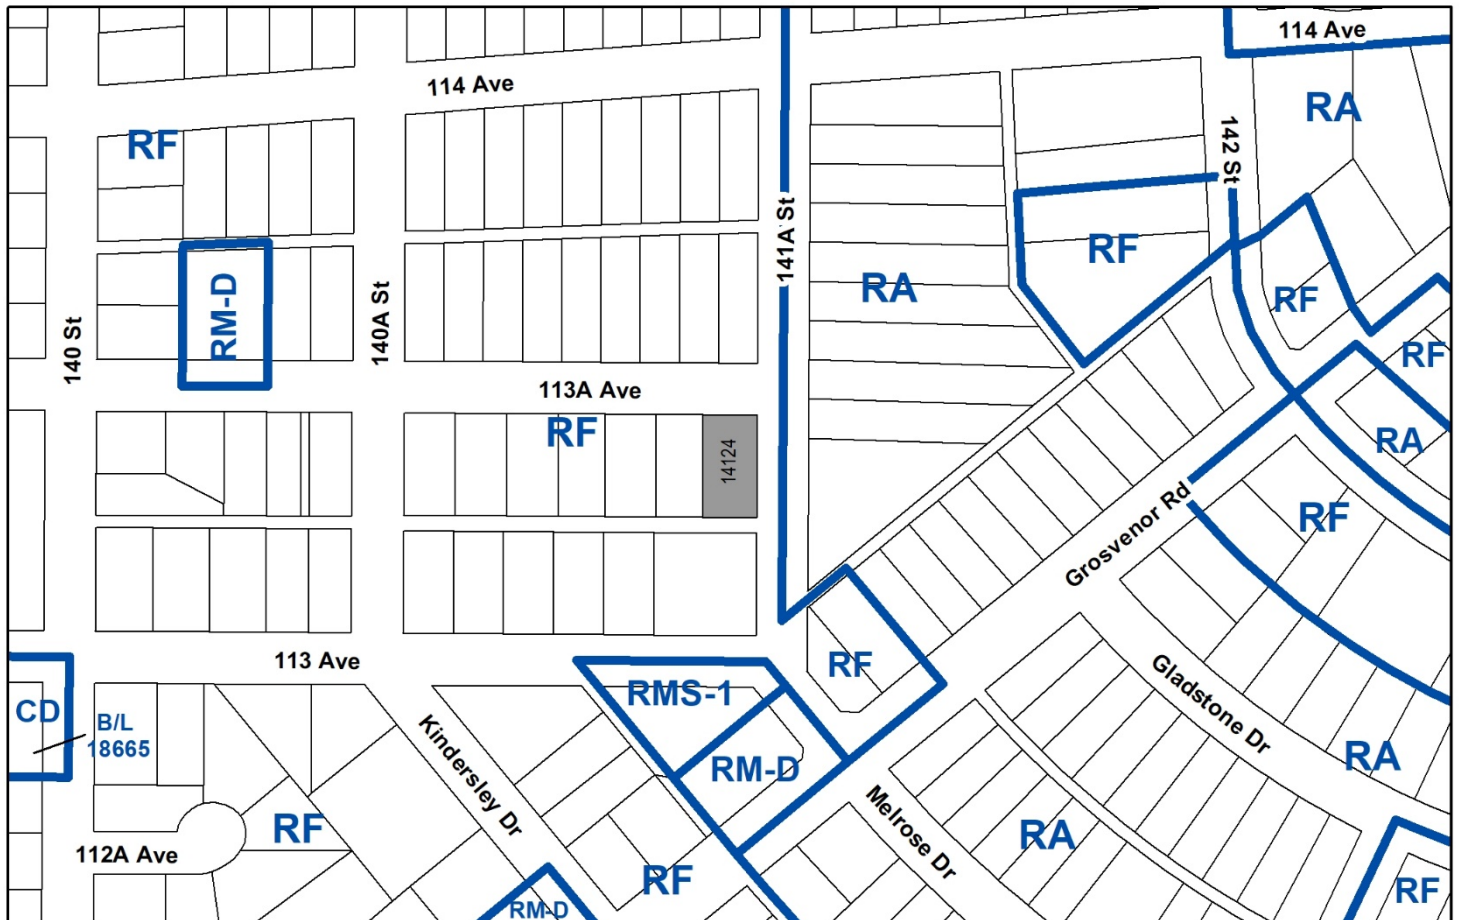 114 Ave
114 Ave
RA
RF
142 St
141A St
RF
RM-D
RA
RF
140A St
140 St
RF
113A Ave
RF
RA
14124
Grosvenor Rd
RF
113 Ave
RF
RMS-1
Gladstone Dr
CD
B/L
18665
Kindersley Dr
RM-D
RA
RF
Melrose Dr
RA
112A Ave
RF
RF
RM-D